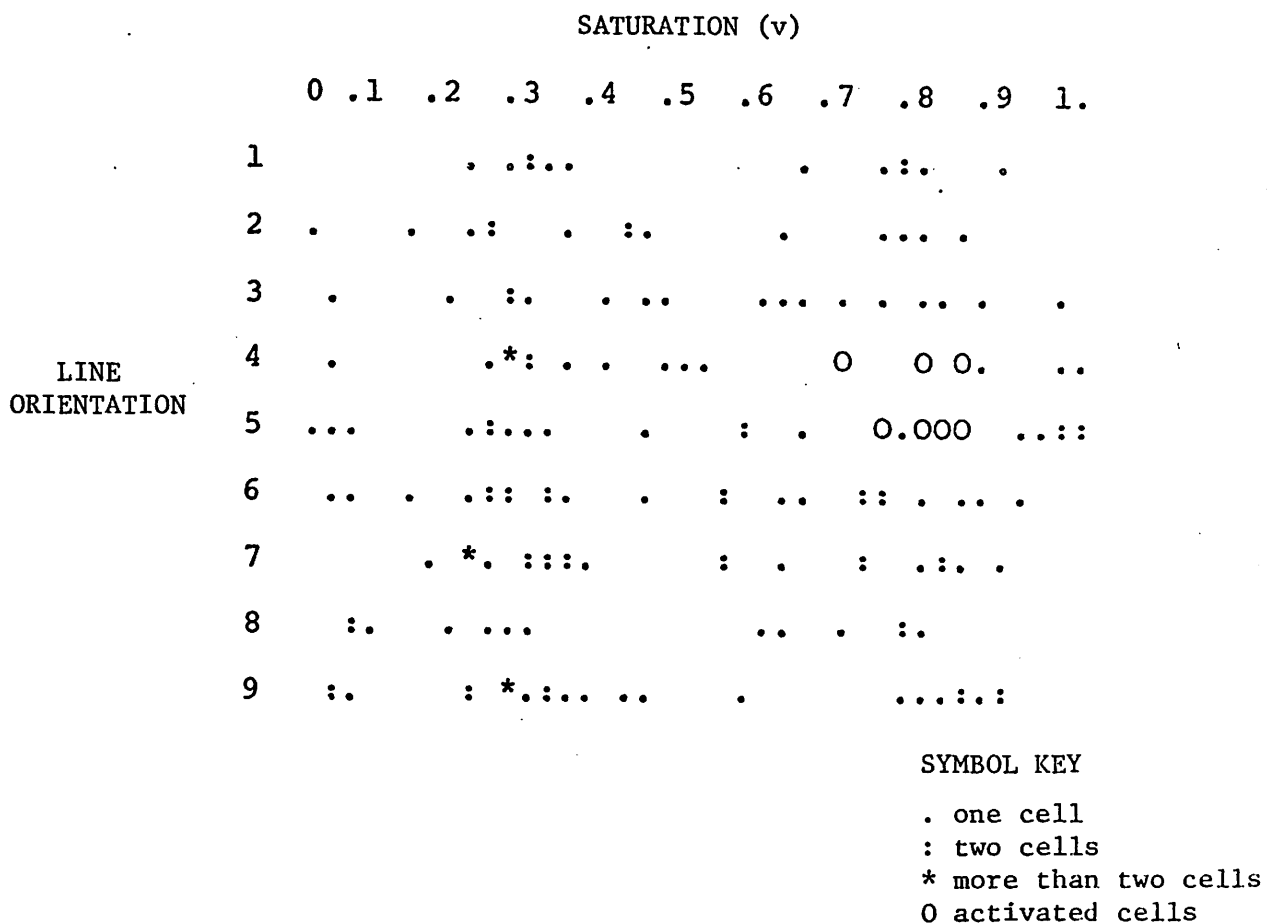 SATURATION (v)
0 .1 .2 .3 .4 .5 .6 .7 .8 .9 1.
1 . .:.. . .:. .
2 . . .: . :. . ... .
3 . . :. . .. ... . . .. . .
4 . .*: . . ... O O O. ..
5 ... .:... . : . O.OOO ..::
6 .. . .:: :. . : .. :: . .. .
7 . *. :::. : . : .:. .
8 :. . ... .. . :.
9 :. : *.:.. .. . ...:.:
LINE
ORIENTATION
SYMBOL KEY
. one cell
: two cells
* more than two cells
O activated cells